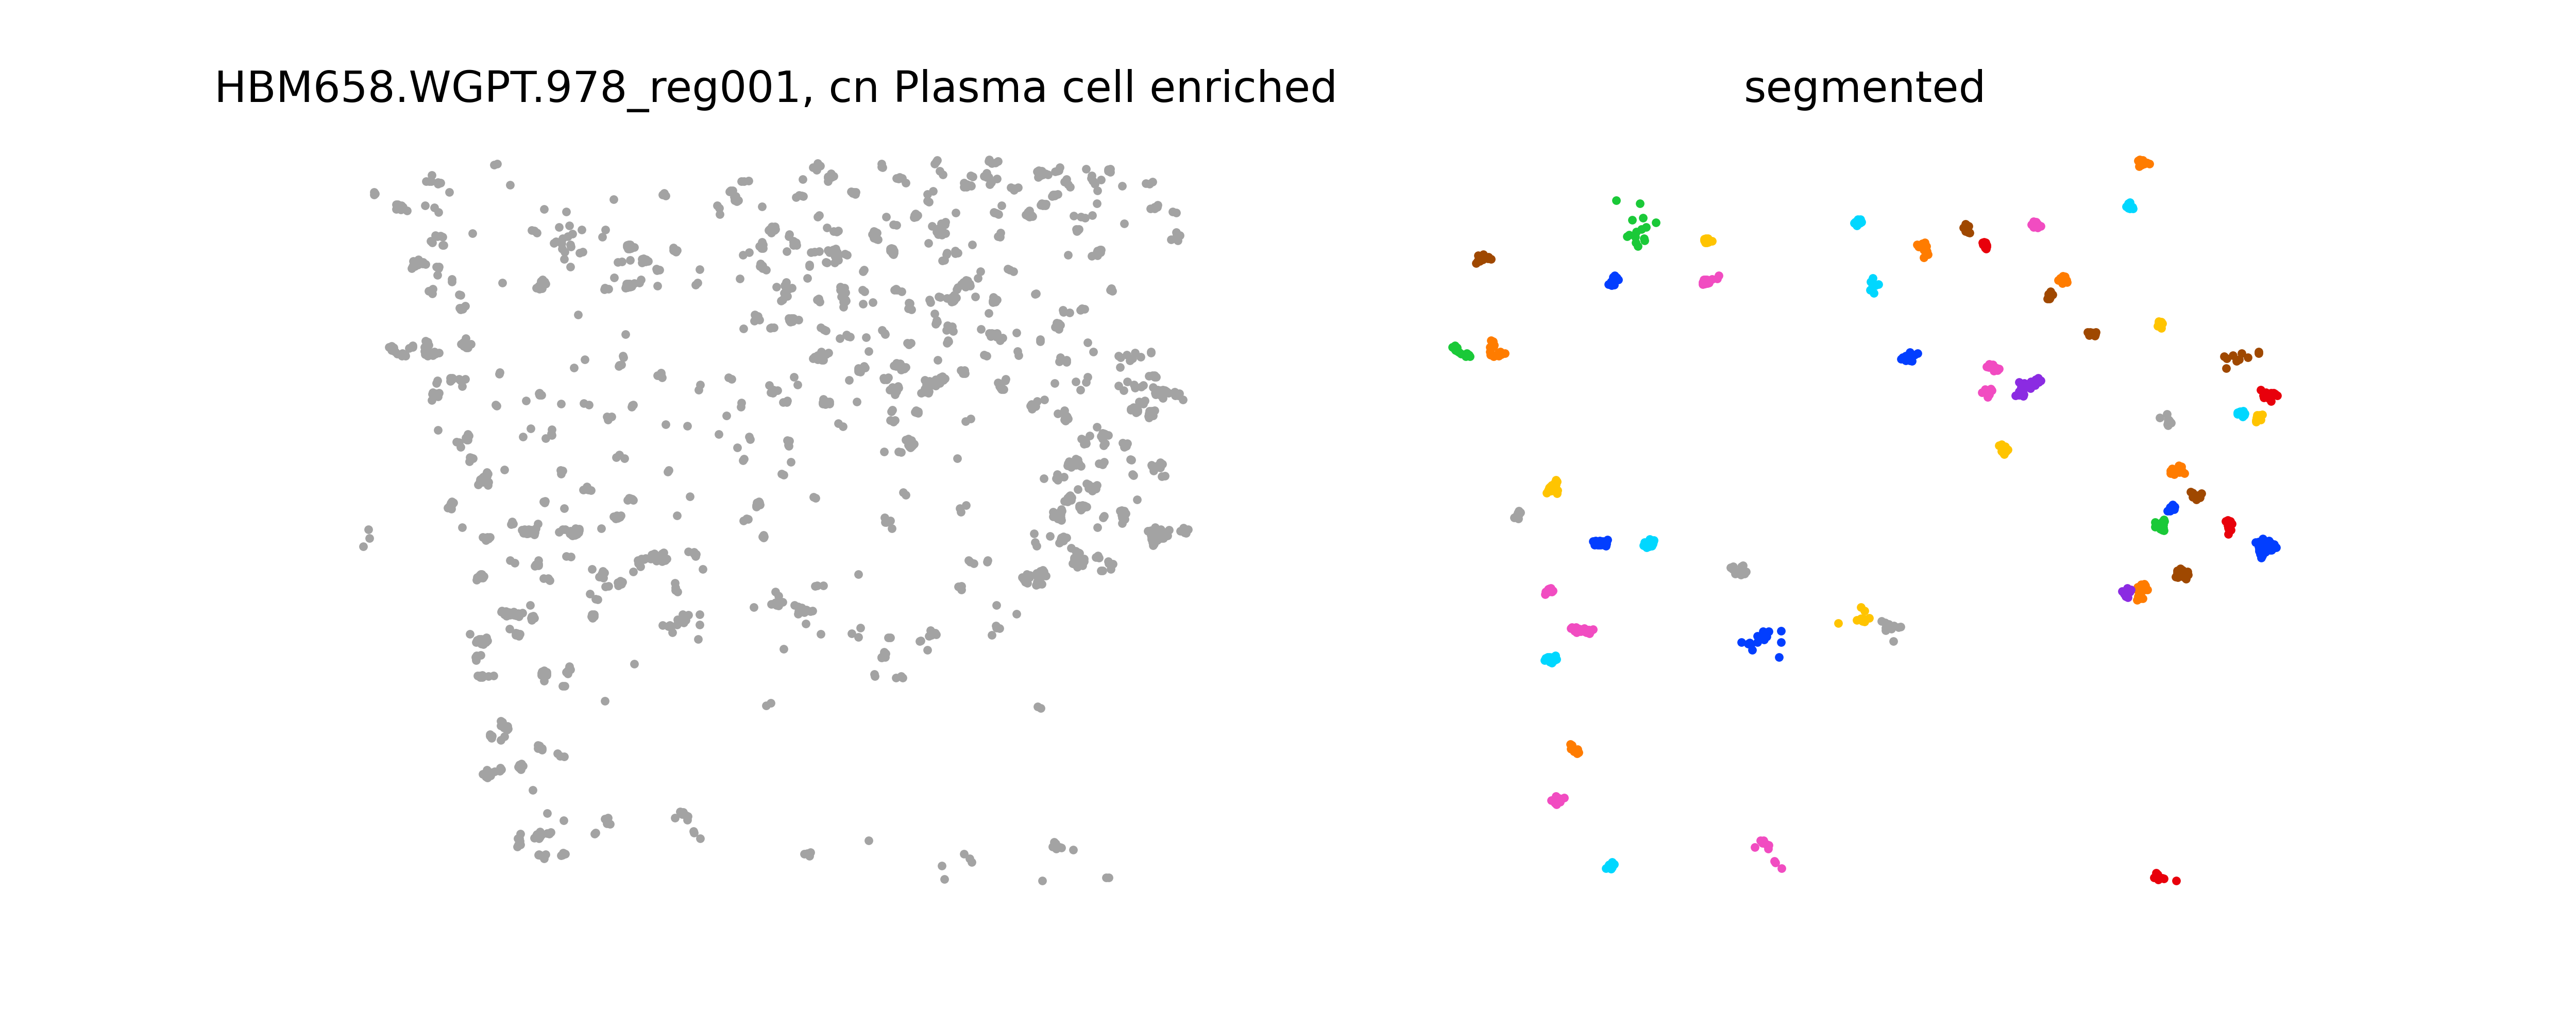 HBM658.WGPT.978_reg001, cn Plasma cell enriched
segmented